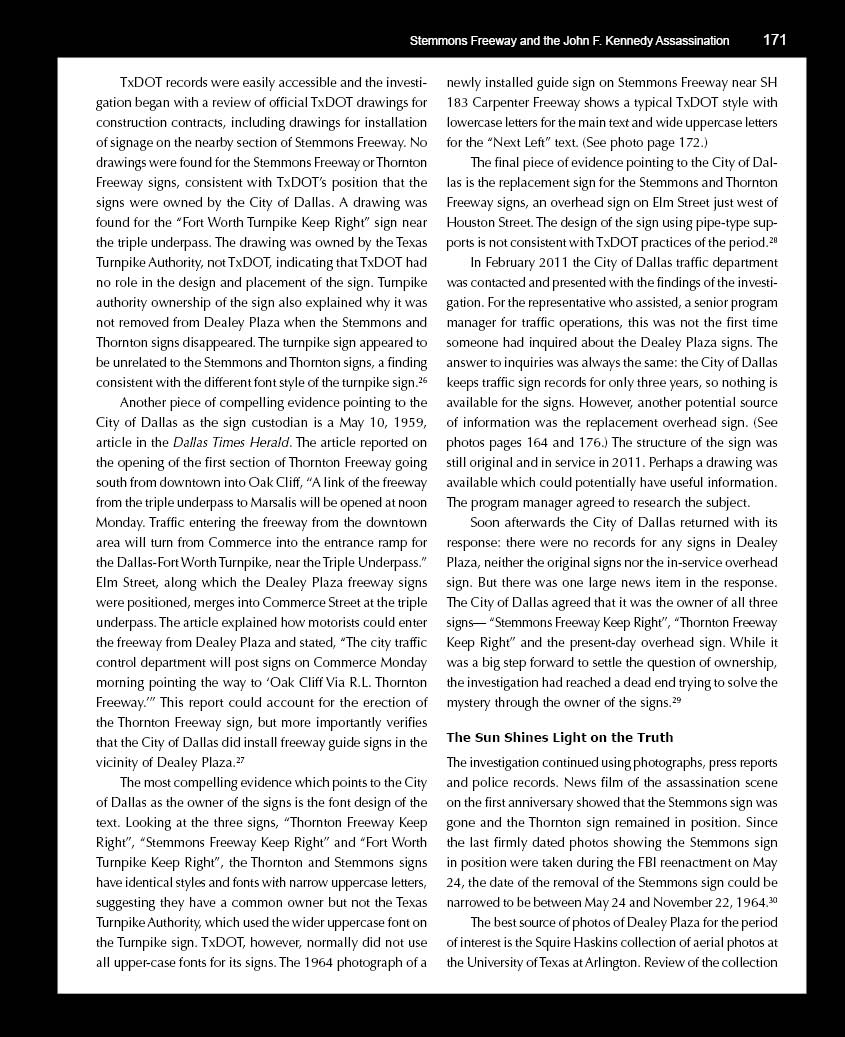 Stemmons Freeway and the John F. Kennedy Assassination 171
TxDOT records were easily accessible and the investi-
gation began with a review of official TxDOT drawings for
construction contracts, including drawings for installation
of signage on the nearby section of Stemmons Freeway. No
drawings were found for the Stemmons Freeway or Thornton
Freeway signs, consistent with TxDOT’s position that the
signs were owned by the City of Dallas. A drawing was
found for the “Fort Worth Turnpike Keep Right” sign near
the triple underpass. The drawing was owned by the Texas
Turnpike Authority, not TxDOT, indicating that TxDOT had
no role in the design and placement of the sign. Turnpike
authority ownership of the sign also explained why it was
not removed from Dealey Plaza when the Stemmons and
Thornton signs disappeared. The turnpike sign appeared to
be unrelated to the Stemmons and Thornton signs, a finding
consistent with the different font style of the turnpike sign.²⁶
Another piece of compelling evidence pointing to the
City of Dallas as the sign custodian is a May 10, 1959,
article in the Dallas Times Herald. The article reported on
the opening of the first section of Thornton Freeway going
south from downtown into Oak Cliff, “A link of the freeway
from the triple underpass to Marsalis will be opened at noon
Monday. Traffic entering the freeway from the downtown
area will turn from Commerce into the entrance ramp for
the Dallas-Fort Worth Turnpike, near the Triple Underpass.”
Elm Street, along which the Dealey Plaza freeway signs
were positioned, merges into Commerce Street at the triple
underpass. The article explained how motorists could enter
the freeway from Dealey Plaza and stated, “The city traffic
control department will post signs on Commerce Monday
morning pointing the way to ‘Oak Cliff Via R.L. Thornton
Freeway.’” This report could account for the erection of
the Thornton Freeway sign, but more importantly verifies
that the City of Dallas did install freeway guide signs in the
vicinity of Dealey Plaza.²⁷
The most compelling evidence which points to the City
of Dallas as the owner of the signs is the font design of the
text. Looking at the three signs, “Thornton Freeway Keep
Right”, “Stemmons Freeway Keep Right” and “Fort Worth
Turnpike Keep Right”, the Thornton and Stemmons signs
have identical styles and fonts with narrow uppercase letters,
suggesting they have a common owner but not the Texas
Turnpike Authority, which used the wider uppercase font on
the Turnpike sign. TxDOT, however, normally did not use
all upper-case fonts for its signs. The 1964 photograph of a
newly installed guide sign on Stemmons Freeway near SH
183 Carpenter Freeway shows a typical TxDOT style with
lowercase letters for the main text and wide uppercase letters
for the “Next Left” text. (See photo page 172.)
The final piece of evidence pointing to the City of Dal-
las is the replacement sign for the Stemmons and Thornton
Freeway signs, an overhead sign on Elm Street just west of
Houston Street. The design of the sign using pipe-type sup-
ports is not consistent with TxDOT practices of the period.²⁸
In February 2011 the City of Dallas traffic department
was contacted and presented with the findings of the investi-
gation. For the representative who assisted, a senior program
manager for traffic operations, this was not the first time
someone had inquired about the Dealey Plaza signs. The
answer to inquiries was always the same: the City of Dallas
keeps traffic sign records for only three years, so nothing is
available for the signs. However, another potential source
of information was the replacement overhead sign. (See
photos pages 164 and 176.) The structure of the sign was
still original and in service in 2011. Perhaps a drawing was
available which could potentially have useful information.
The program manager agreed to research the subject.
Soon afterwards the City of Dallas returned with its
response: there were no records for any signs in Dealey
Plaza, neither the original signs nor the in-service overhead
sign. But there was one large news item in the response.
The City of Dallas agreed that it was the owner of all three
signs— “Stemmons Freeway Keep Right”, “Thornton Freeway
Keep Right” and the present-day overhead sign. While it
was a big step forward to settle the question of ownership,
the investigation had reached a dead end trying to solve the
mystery through the owner of the signs.²⁹
The Sun Shines Light on the Truth
The investigation continued using photographs, press reports
and police records. News film of the assassination scene
on the first anniversary showed that the Stemmons sign was
gone and the Thornton sign remained in position. Since
the last firmly dated photos showing the Stemmons sign
in position were taken during the FBI reenactment on May
24, the date of the removal of the Stemmons sign could be
narrowed to be between May 24 and November 22, 1964.³⁰
The best source of photos of Dealey Plaza for the period
of interest is the Squire Haskins collection of aerial photos at
the University of Texas at Arlington. Review of the collection